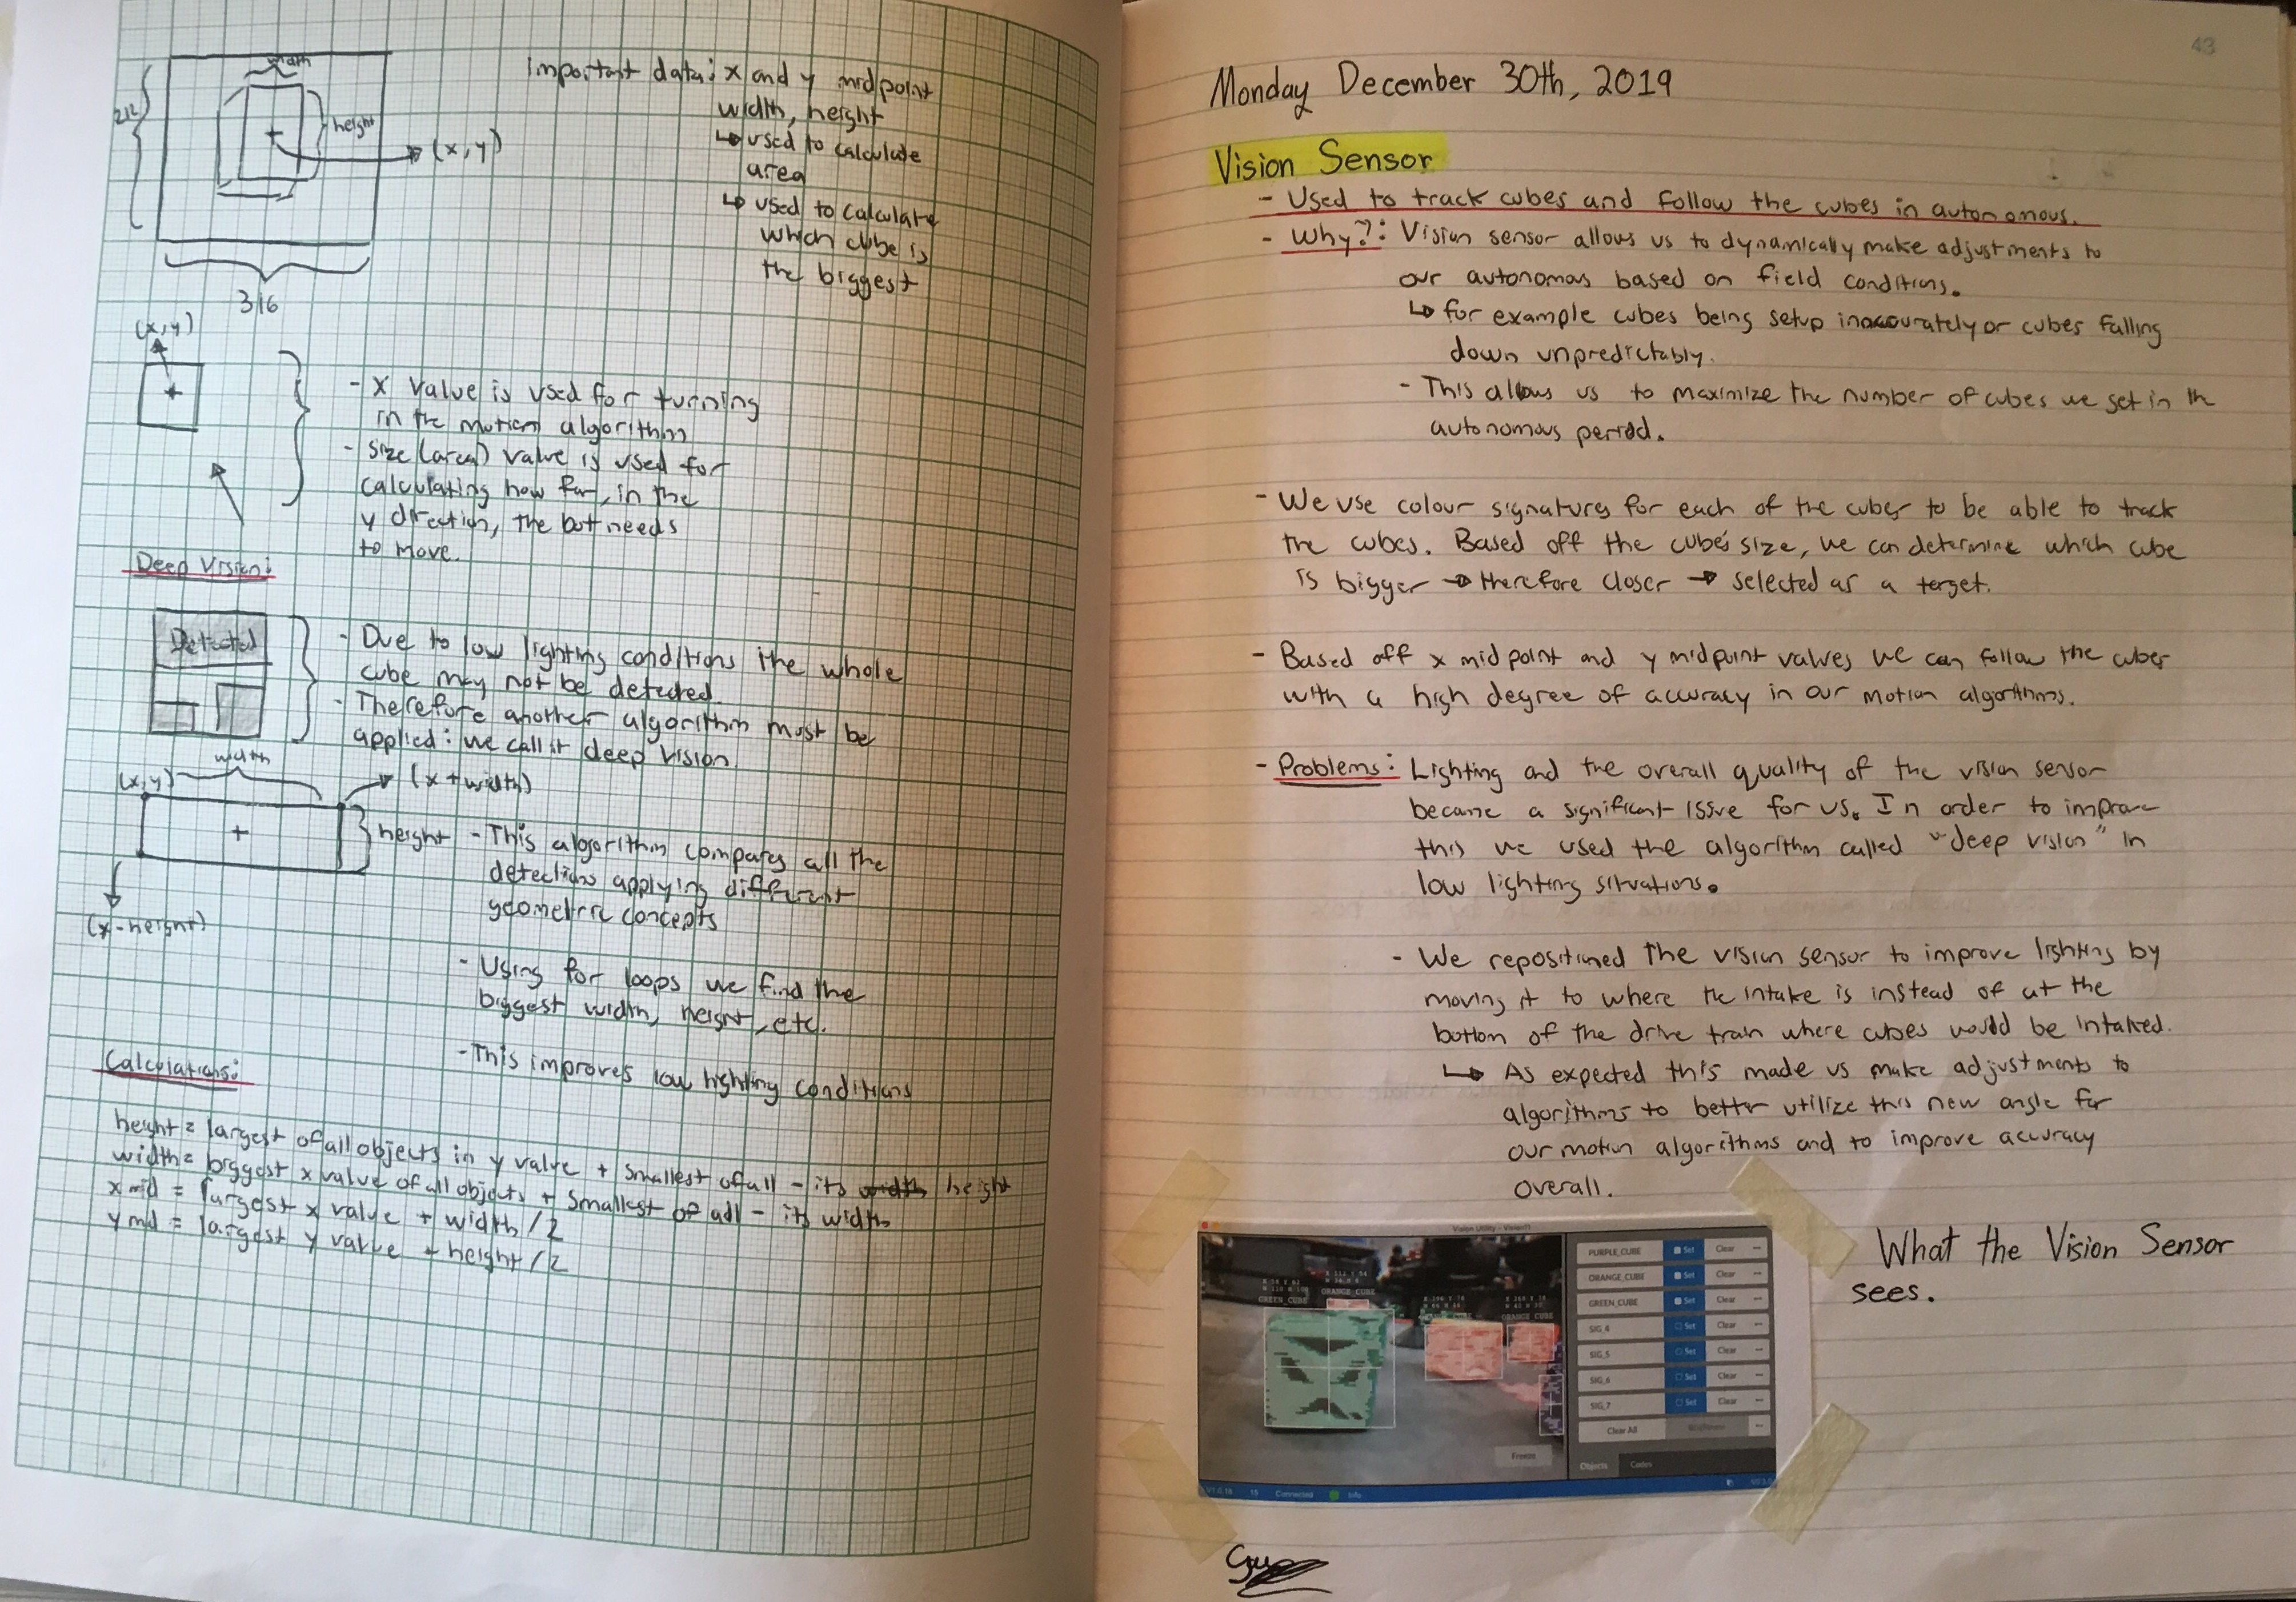 width
212
height
(x,y)
316
important data: x and y midpoint
width, height
↳ used to calculate
area
↳ used to calculate
which cube is
the biggest
(x,y)
- X value is used for turning
in the motion algorithm
- Size (area) value is used for
calculating how far, in the
y direction, the bot needs
to move.
Deep Vision:
Detected
- Due to low lighting conditions the whole
cube may not be detected.
- Therefore another algorithm must be
applied: we call it deep vision.
width
(x,y)
(x+width)
height
(x-height)
- This algorithm compares all the
detections applying different
geometric concepts
- Using for loops we find the
biggest width, height, etc.
- This improves low lighting conditions
Calculations:
height = largest of all objects in y value + smallest of all - its width height
width = biggest x value of all objects + smallest of all - its width
x mid = largest x value + width/2
y mid = largest y value + height/2
43
Monday December 30th, 2019
Vision Sensor
- Used to track cubes and follow the cubes in autonomous.
- Why?: Vision sensor allows us to dynamically make adjustments to
our autonomous based on field conditions.
↳ for example cubes being setup inaccurately or cubes falling
down unpredictably.
- This allows us to maximize the number of cubes we get in the
autonomous period.
- We use colour signatures for each of the cubes to be able to track
the cubes. Based off the cube's size, we can determine which cube
is bigger → therefore closer → selected as a target.
- Based off x midpoint and y midpoint values we can follow the cubes
with a high degree of accuracy in our motion algorithms.
- Problems: Lighting and the overall quality of the vision sensor
became a significant issue for us. In order to improve
this we used the algorithm called "deep vision" in
low lighting situations.
- We repositioned the vision sensor to improve lighting by
moving it to where the intake is instead of at the
bottom of the drive train where cubes would be intaked.
↳ As expected this made us make adjustments to
algorithms to better utilize this new angle for
our motion algorithms and to improve accuracy
overall.
What the Vision Sensor
sees.
Vision Utility -
GREEN_CUBE
ORANGE_CUBE
ORANGE_CUBE
PURPLE_CUBE Set Clear
ORANGE_CUBE Set Clear
GREEN_CUBE Set Clear
SIG_4 Set Clear
SIG_5 Set Clear
SIG_6 Set Clear
SIG_7 Set Clear
Clear All
Freeze
Objects Codes
15 Connected Info